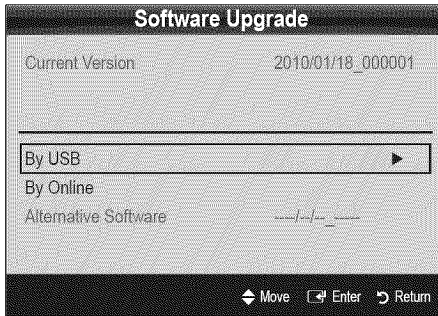 Software Upgrade
Current Version 2010/01/18_000001
By USB ►
By Online
Alternative Software ----/--/--_-----
Move Enter Return